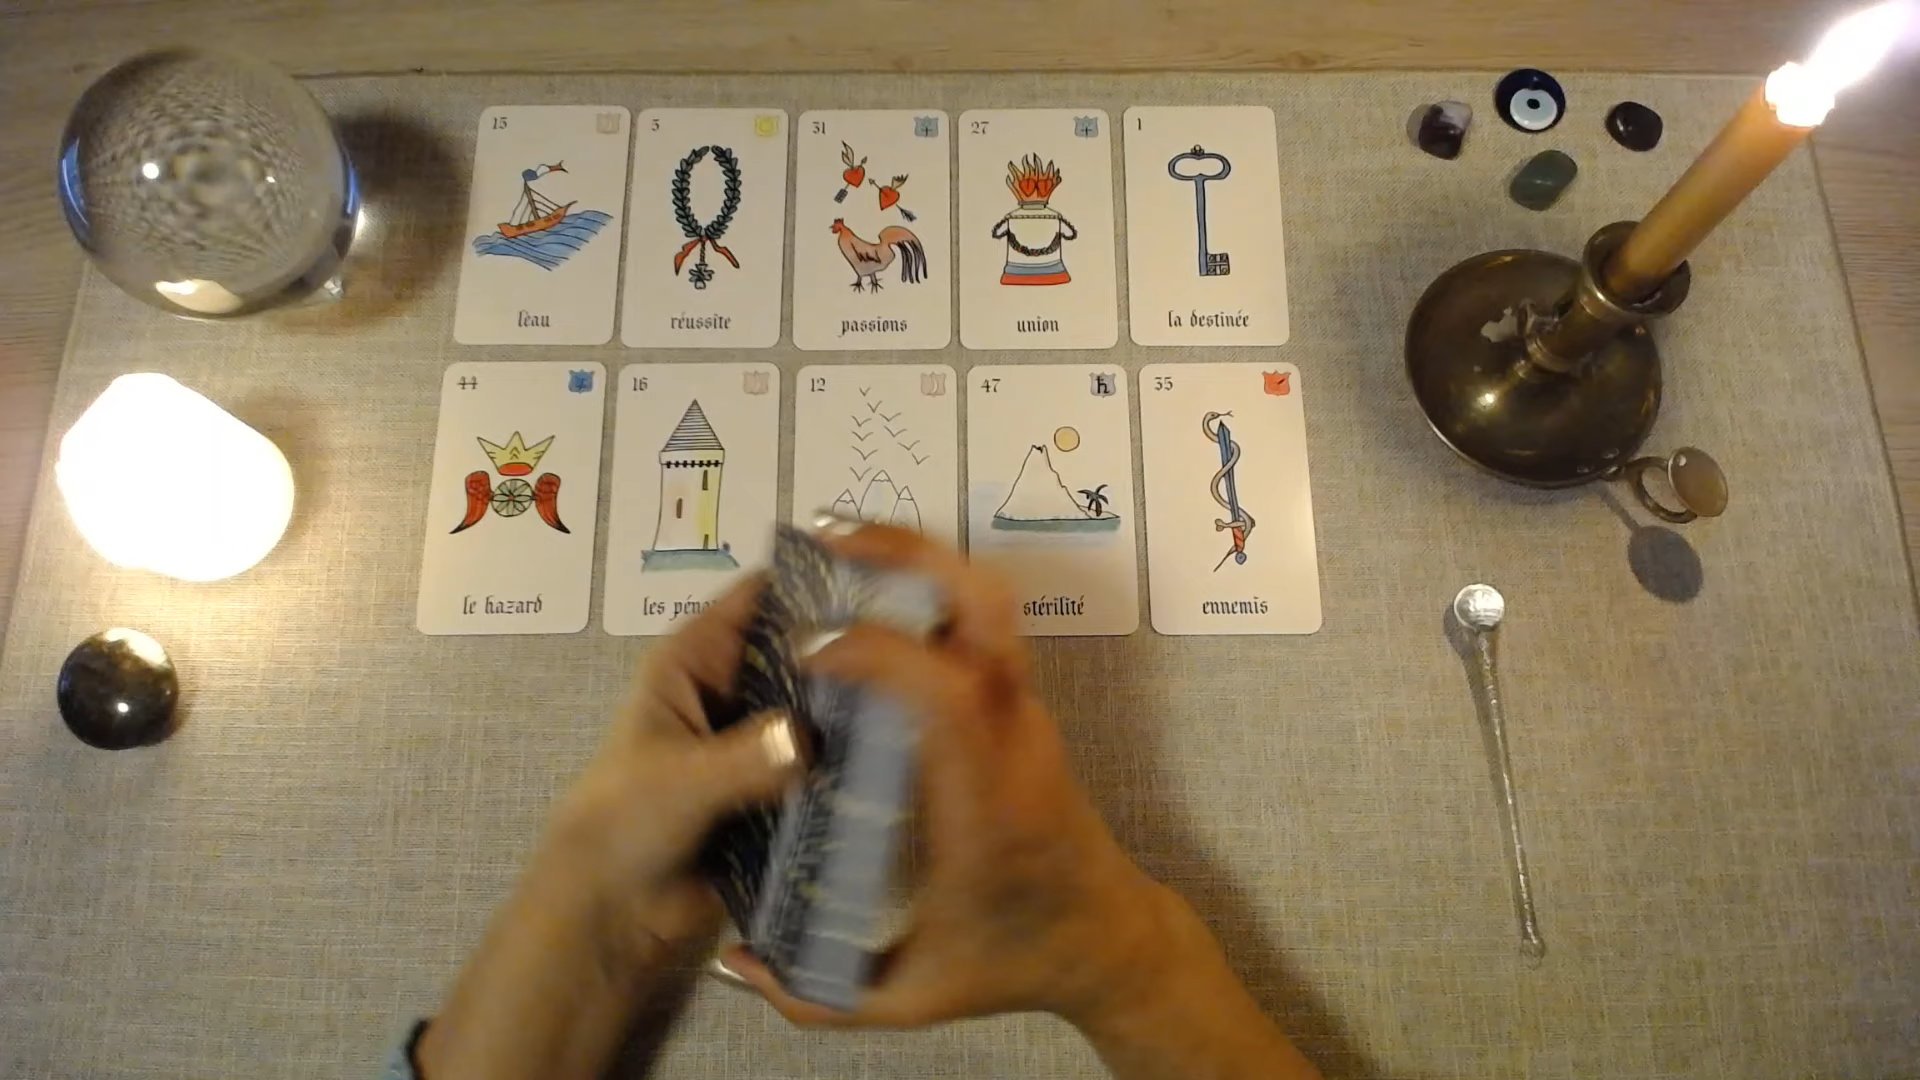 15
l'eau
5
réussite
31
passions
27
union
1
la destinée
44
le hazard
16
les
12
47
stérilité
35
ennemis